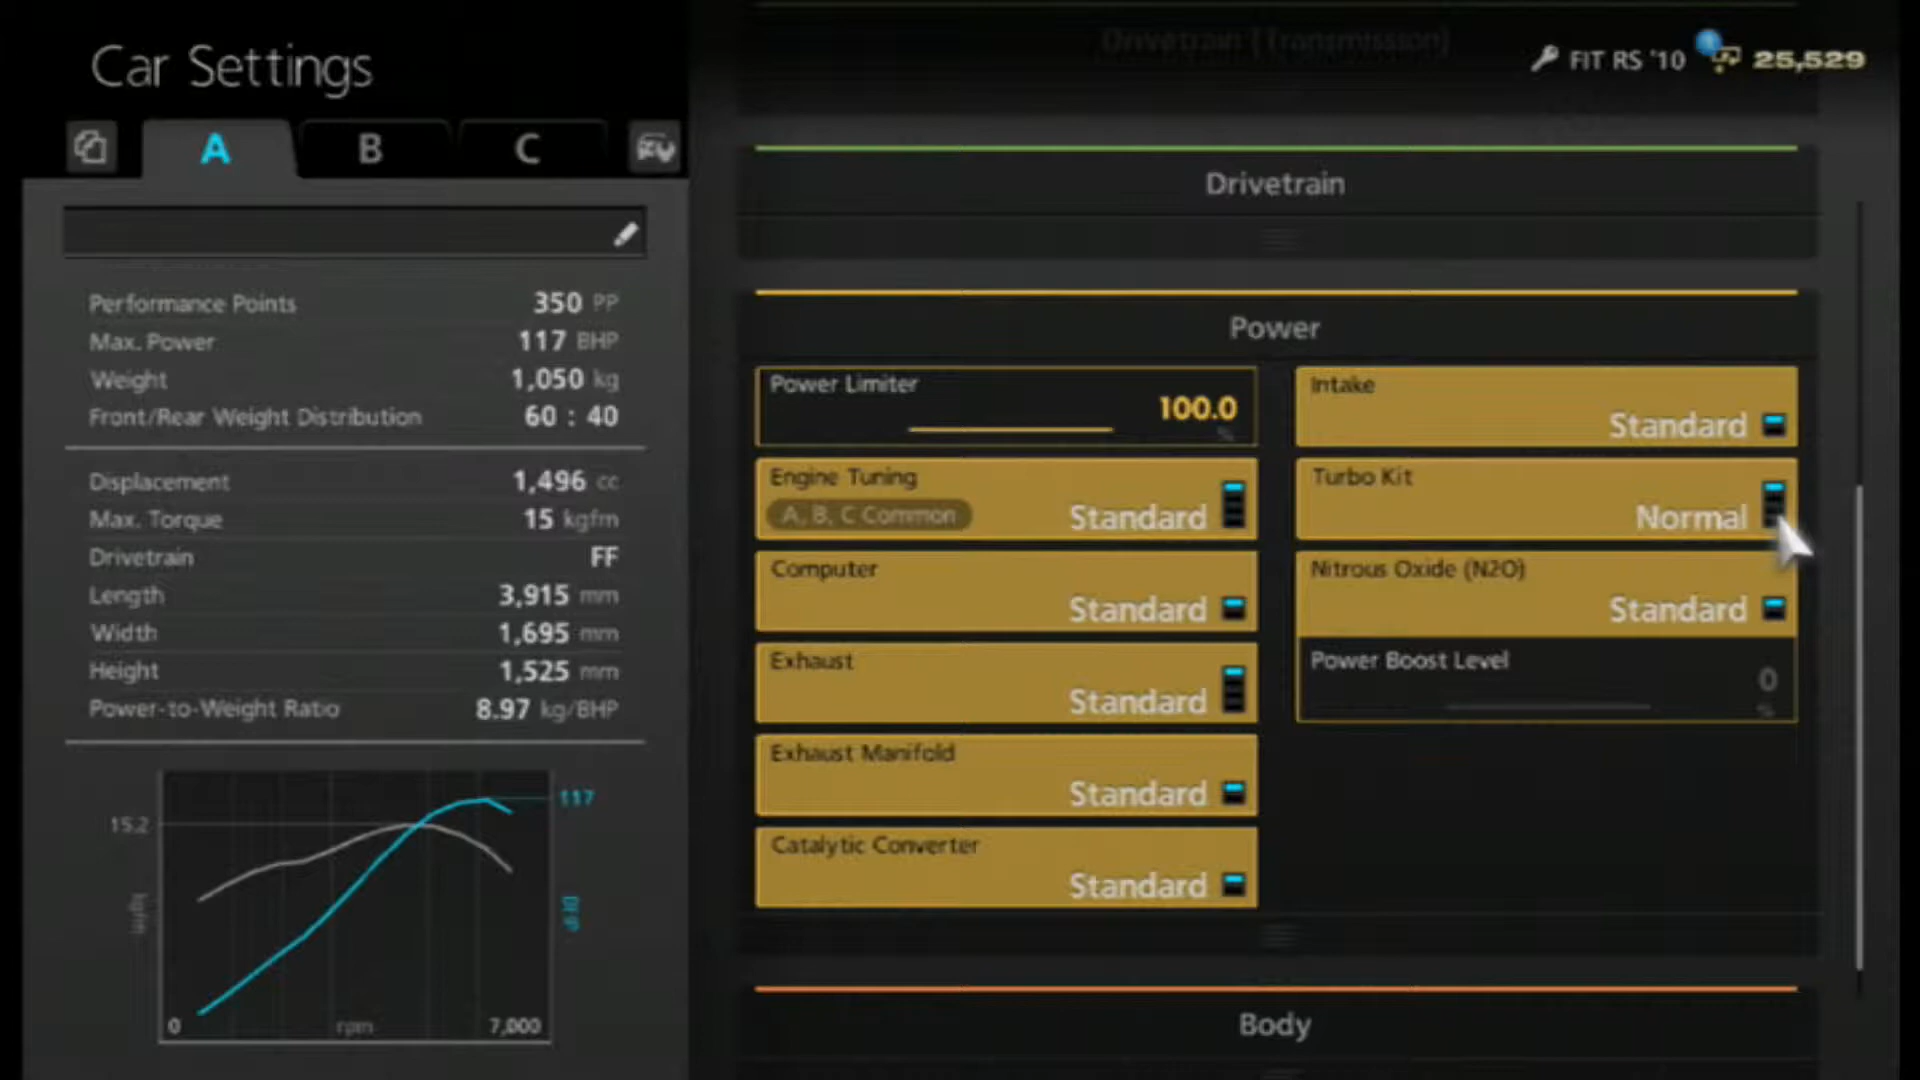 Drivetrain (Transmission)
Car Settings
FIT RS '10
25,529
A
B
C
Performance Points 350 PP
Max. Power 117 BHP
Weight 1,050 kg
Front/Rear Weight Distribution 60 : 40
Displacement 1,496 cc
Max. Torque 15 kgfm
Drivetrain FF
Length 3,915 mm
Width 1,695 mm
Height 1,525 mm
Power-to-Weight Ratio 8.97 kg/BHP
117
15.2
kgfm
BHP
0 rpm 7,000
Drivetrain
Power
Power Limiter
100.0
%
Engine Tuning
A, B, C Common
Standard
Computer
Standard
Exhaust
Standard
Exhaust Manifold
Standard
Catalytic Converter
Standard
Intake
Standard
Turbo Kit
Normal
Nitrous Oxide (N2O)
Standard
Power Boost Level
0
%
Body